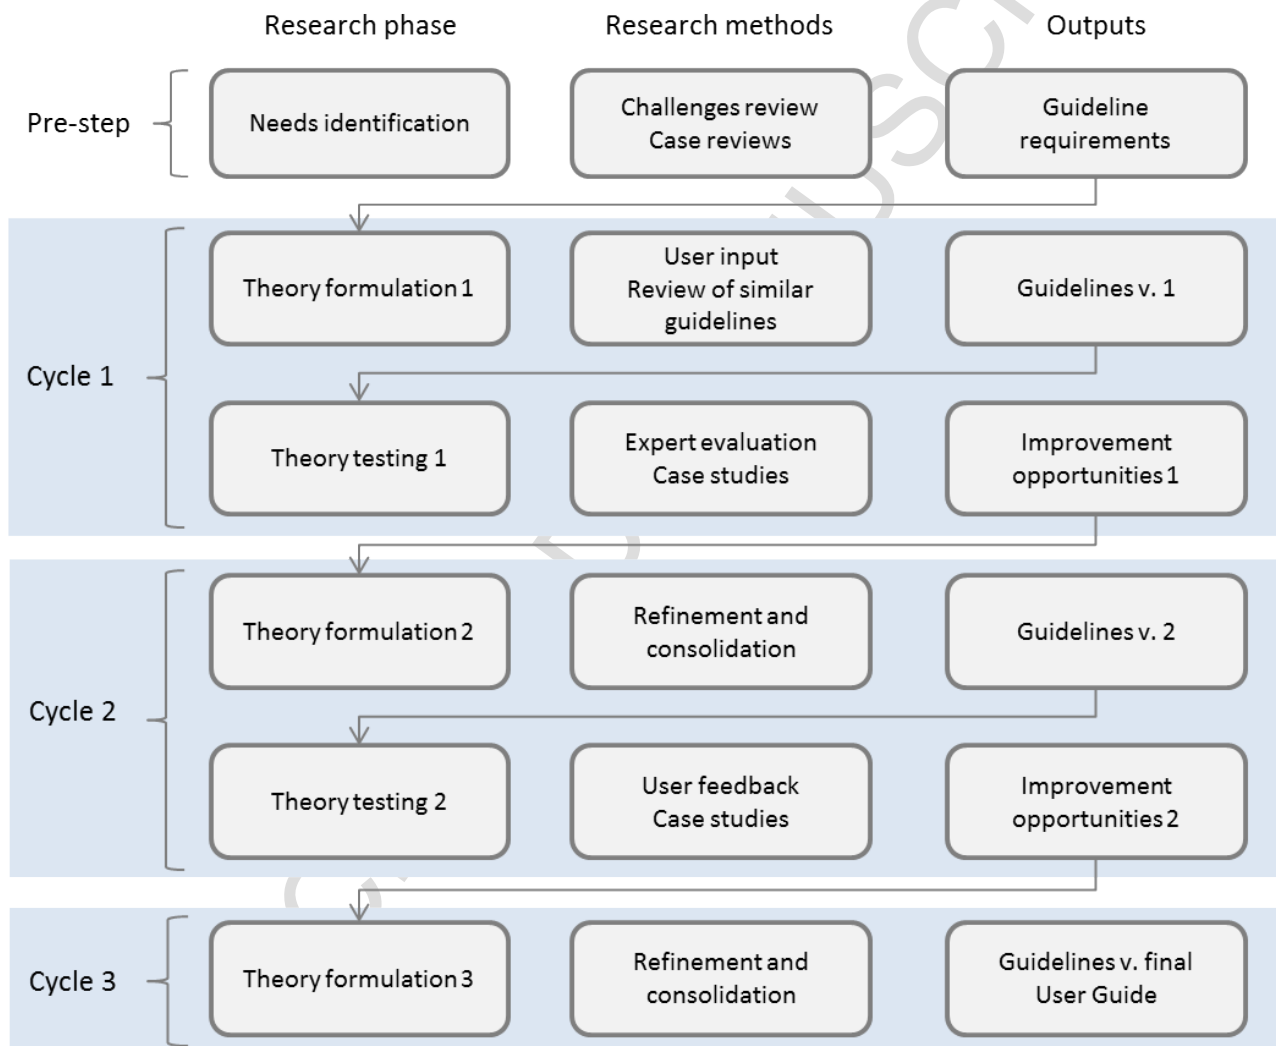 Research phase
Research methods
Outputs
Pre-step
Needs identification
Challenges review
Case reviews
Guideline
requirements
Cycle 1
Theory formulation 1
User input
Review of similar
guidelines
Guidelines v. 1
Theory testing 1
Expert evaluation
Case studies
Improvement
opportunities 1
Cycle 2
Theory formulation 2
Refinement and
consolidation
Guidelines v. 2
Theory testing 2
User feedback
Case studies
Improvement
opportunities 2
Cycle 3
Theory formulation 3
Refinement and
consolidation
Guidelines v. final
User Guide